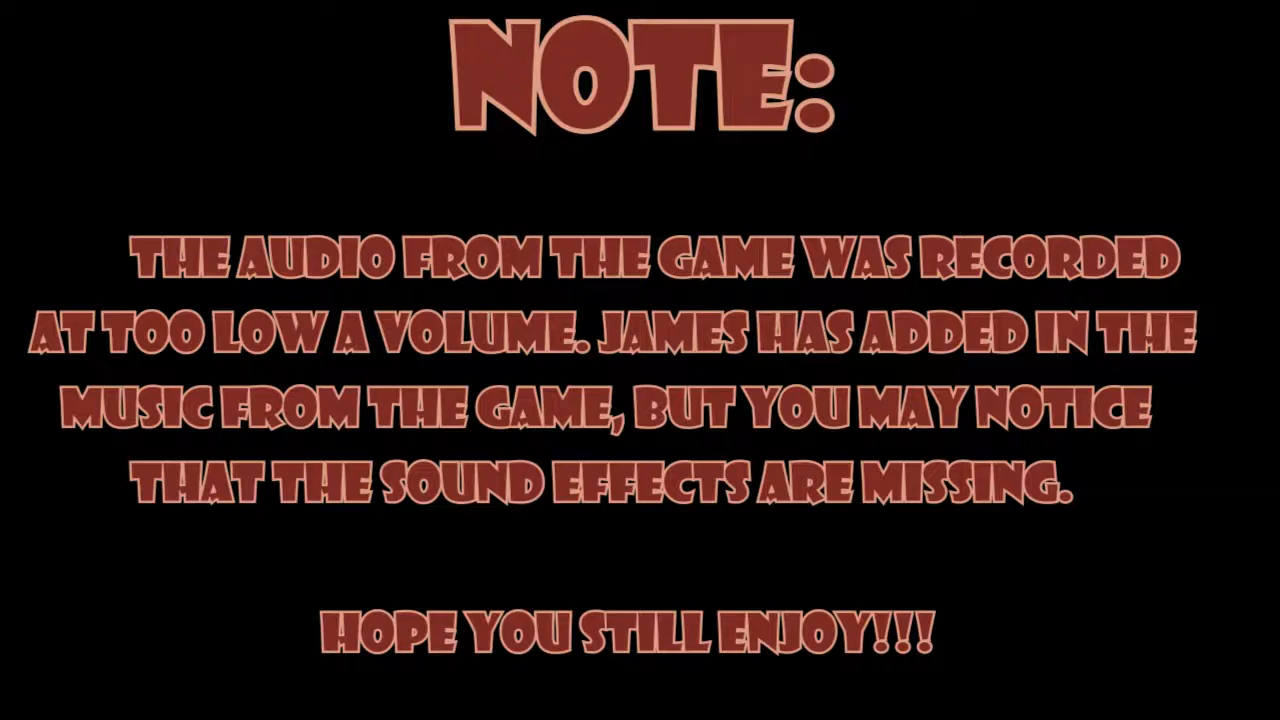 NOTE:
THE AUDIO FROM THE GAME WAS RECORDED
AT TOO LOW A VOLUME. JAMES HAS ADDED IN THE
MUSIC FROM THE GAME, BUT YOU MAY NOTICE
THAT THE SOUND EFFECTS ARE MISSING.
HOPE YOU STILL ENJOY!!!